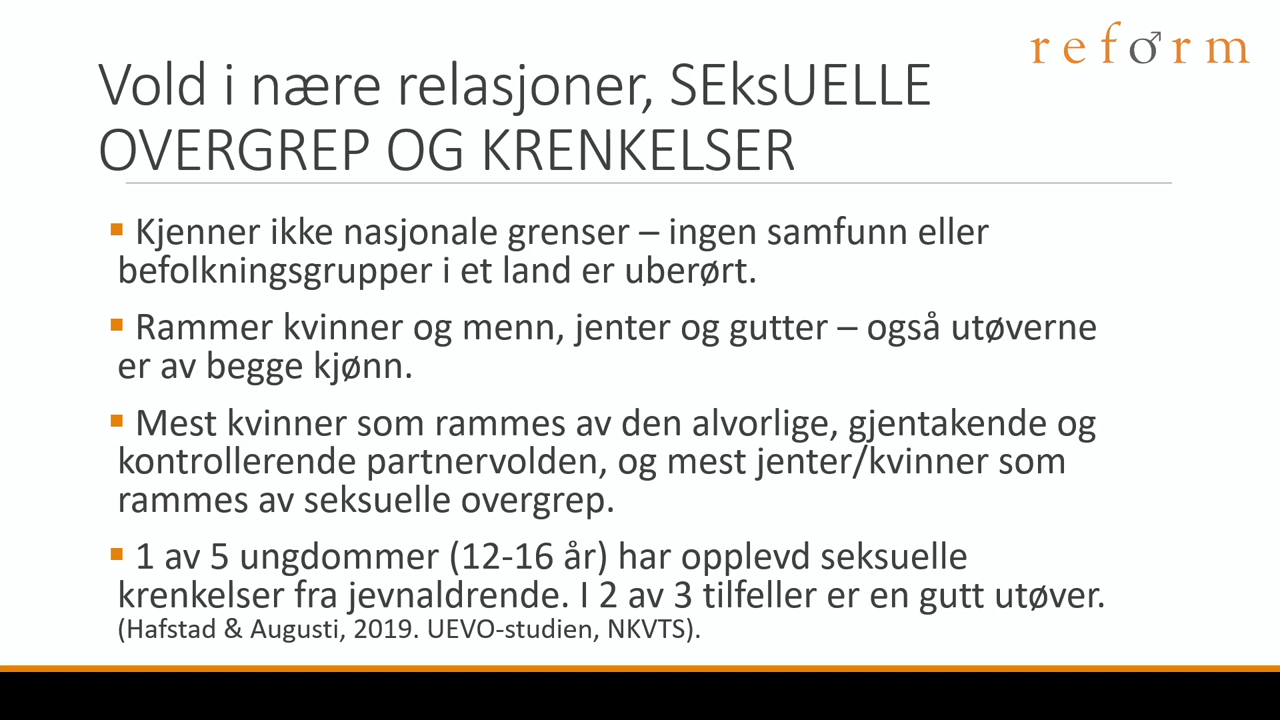 reform
Vold i nære relasjoner, SEksUELLE
OVERGREP OG KRENKELSER
▪ Kjenner ikke nasjonale grenser – ingen samfunn eller
befolkningsgrupper i et land er uberørt.
▪ Rammer kvinner og menn, jenter og gutter – også utøverne
er av begge kjønn.
▪ Mest kvinner som rammes av den alvorlige, gjentakende og
kontrollerende partnervolden, og mest jenter/kvinner som
rammes av seksuelle overgrep.
▪ 1 av 5 ungdommer (12-16 år) har opplevd seksuelle
krenkelser fra jevnaldrende. I 2 av 3 tilfeller er en gutt utøver.
(Hafstad & Augusti, 2019. UEVO-studien, NKVTS).